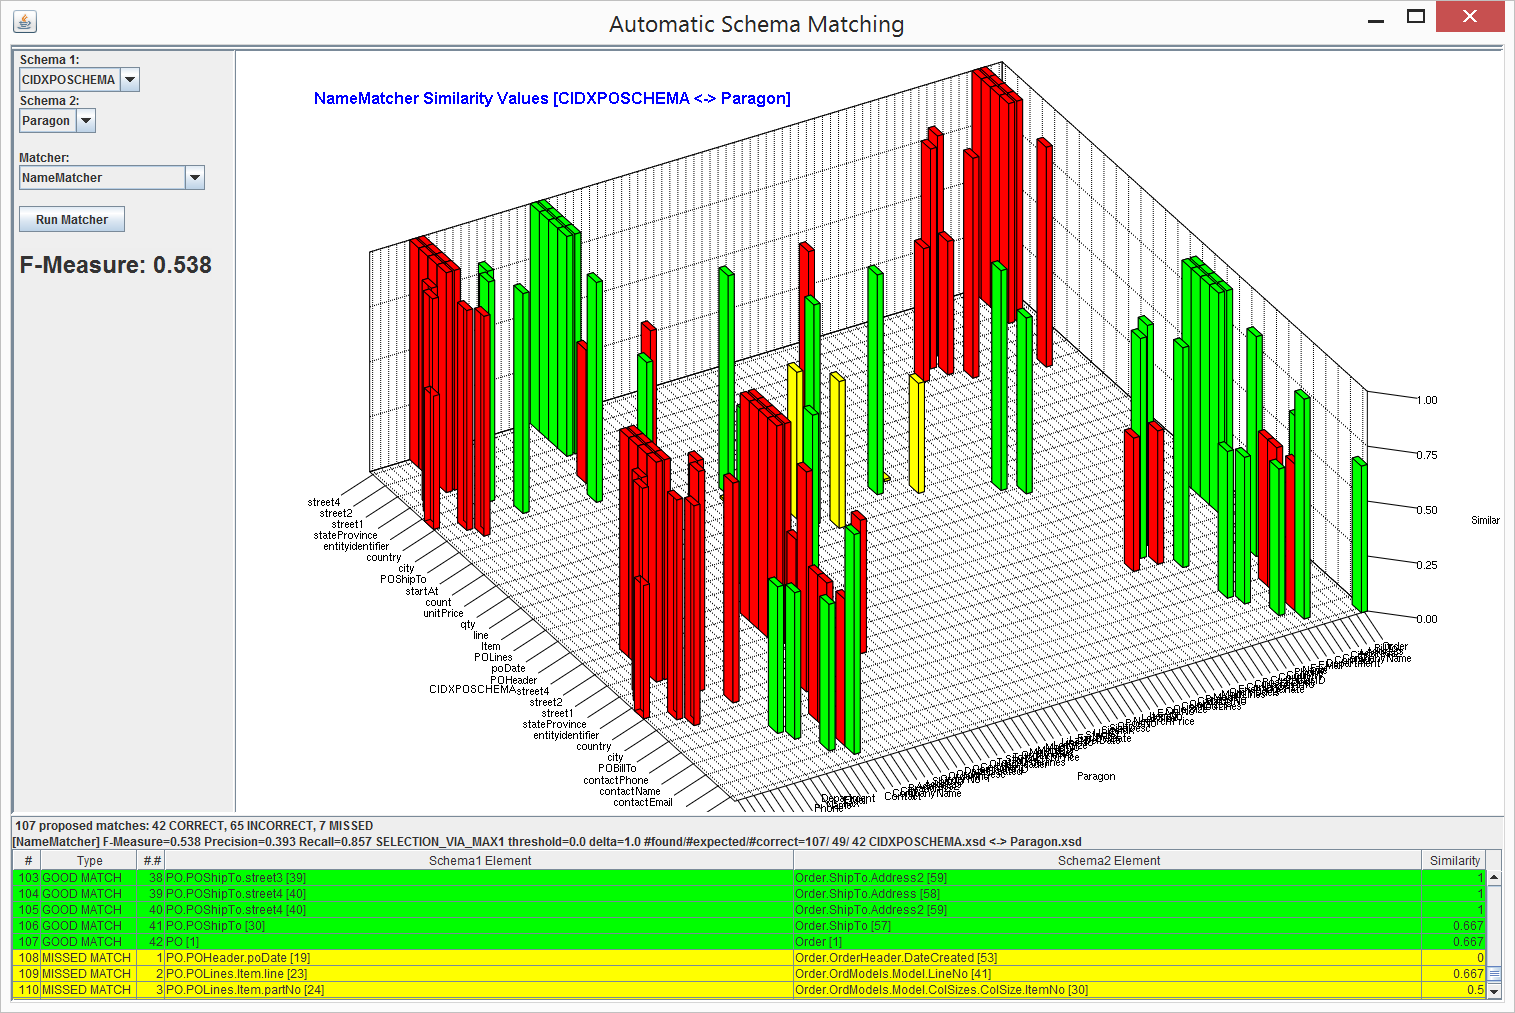 Automatic Schema Matching
Schema 1:
CIDXPOSCHEMA
Schema 2:
Paragon
Matcher:
NameMatcher
Run Matcher
F-Measure: 0.538
NameMatcher Similarity Values [CIDXPOSCHEMA <-> Paragon]
1.00
0.75
0.50
Similar
0.25
0.00
street4
street2
street1
stateProvince
entityidentifier
country
city
POShipTo
startAt
count
unitPrice
qty
line
Item
POLines
poDate
POHeader
CIDXPOSCHEMA
street4
street2
street1
stateProvince
entityidentifier
country
city
POBillTo
contactPhone
contactName
contactEmail
Paragon
Contact
Phone
107 proposed matches: 42 CORRECT, 65 INCORRECT, 7 MISSED
[NameMatcher] F-Measure=0.538 Precision=0.393 Recall=0.857 SELECTION_VIA_MAX1 threshold=0.0 delta=1.0 #found/#expected/#correct=107/ 49/ 42 CIDXPOSCHEMA.xsd <-> Paragon.xsd
# Type #.# Schema1 Element Schema2 Element Similarity
103 GOOD MATCH 38 PO.POShipTo.street3 [39] Order.ShipTo.Address2 [59] 1
104 GOOD MATCH 39 PO.POShipTo.street4 [40] Order.ShipTo.Address [58] 1
105 GOOD MATCH 40 PO.POShipTo.street4 [40] Order.ShipTo.Address2 [59] 1
106 GOOD MATCH 41 PO.POShipTo [30] Order.ShipTo [57] 0.667
107 GOOD MATCH 42 PO [1] Order [1] 0.667
108 MISSED MATCH 1 PO.POHeader.poDate [19] Order.OrderHeader.DateCreated [53] 0
109 MISSED MATCH 2 PO.POLines.Item.line [23] Order.OrdModels.Model.LineNo [41] 0.667
110 MISSED MATCH 3 PO.POLines.Item.partNo [24] Order.OrdModels.Model.ColSizes.ColSize.ItemNo [30] 0.5